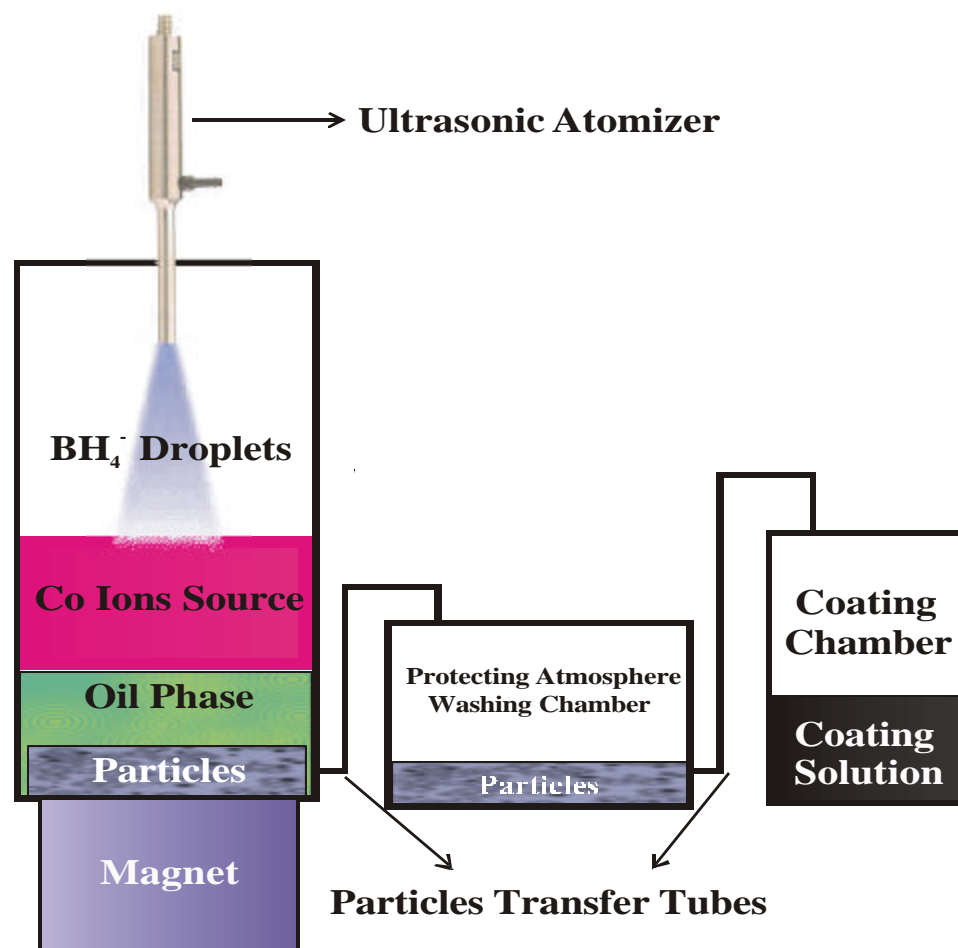 Ultrasonic Atomizer
BH₄⁻ Droplets
Co Ions Source
Oil Phase
Particles
Magnet
Protecting Atmosphere
Washing Chamber
Particles
Coating
Chamber
Coating
Solution
Particles Transfer Tubes